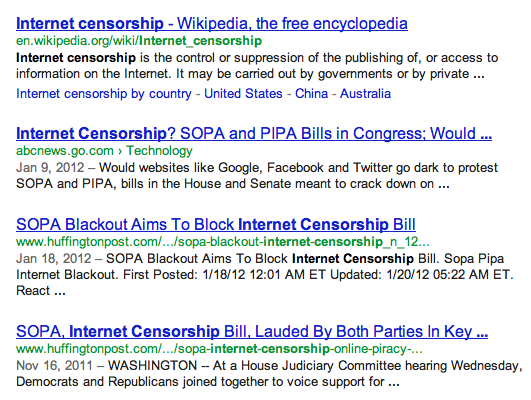 Internet censorship - Wikipedia, the free encyclopedia
en.wikipedia.org/wiki/Internet_censorship
Internet censorship is the control or suppression of the publishing of, or access to
information on the Internet. It may be carried out by governments or by private ...
Internet censorship by country - United States - China - Australia
Internet Censorship? SOPA and PIPA Bills in Congress; Would ...
abcnews.go.com › Technology
Jan 9, 2012 – Would websites like Google, Facebook and Twitter go dark to protest
SOPA and PIPA, bills in the House and Senate meant to crack down on ...
SOPA Blackout Aims To Block Internet Censorship Bill
www.huffingtonpost.com/.../sopa-blackout-internet-censorship_n_12...
Jan 18, 2012 – SOPA Blackout Aims To Block Internet Censorship Bill. Sopa Pipa
Internet Blackout. First Posted: 1/18/12 12:01 AM ET Updated: 1/20/12 05:22 AM ET.
React ...
SOPA, Internet Censorship Bill, Lauded By Both Parties In Key ...
www.huffingtonpost.com/.../sopa-internet-censorship-online-piracy-...
Nov 16, 2011 – WASHINGTON -- At a House Judiciary Committee hearing Wednesday,
Democrats and Republicans joined together to voice support for ...